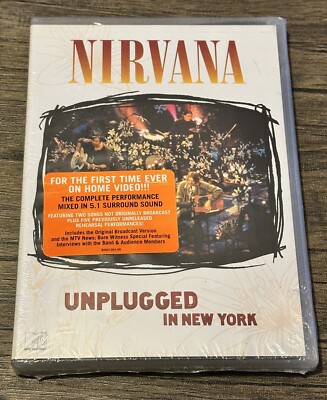 NIRVANA
FOR THE FIRST TIME EVER
ON HOME VIDEO!!!
THE COMPLETE PERFORMANCE
MIXED IN 5.1 SURROUND SOUND
FEATURING TWO SONGS NOT ORIGINALLY BROADCAST
PLUS FIVE PREVIOUSLY UNRELEASED
REHEARSAL PERFORMANCES!
Includes the Original Broadcast Version
and the MTV News: Bare Witness Special Featuring
Interviews with the Band & Audience Members
UNPLUGGED
IN NEW YORK